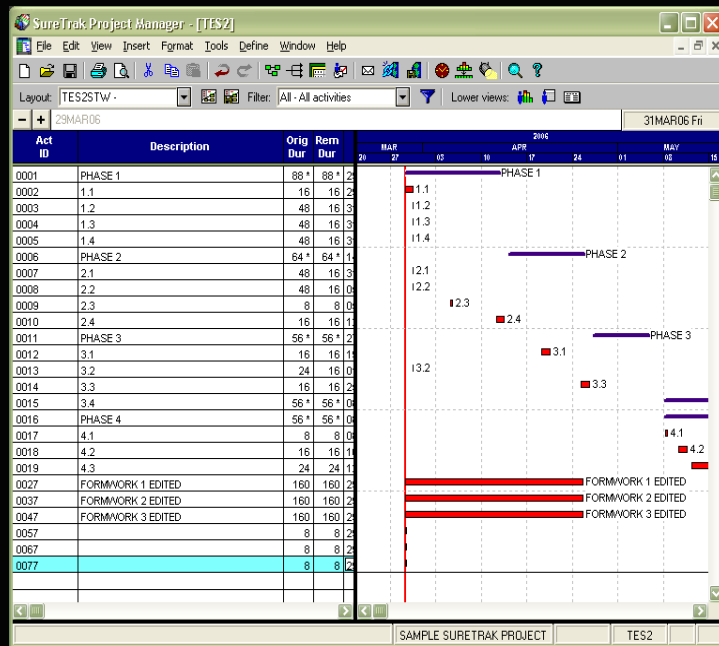 SureTrak Project Manager - [TES2]
File Edit View Insert Format Tools Define Window Help
Layout: TES2STW - Filter: All - All activities Lower views:
29MAR06 31MAR06 Fri
Act ID Description Orig Dur Rem Dur
2006
MAR APR MAY
20 27 03 10 17 24 01 08 15
0001 PHASE 1 88 * 88 * PHASE 1
0002 1.1 16 16 1.1
0003 1.2 48 16 1.2
0004 1.3 48 16 1.3
0005 1.4 48 16 1.4
0006 PHASE 2 64 * 64 * PHASE 2
0007 2.1 48 16 2.1
0008 2.2 48 16 2.2
0009 2.3 8 8 2.3
0010 2.4 16 16 2.4
0011 PHASE 3 56 * 56 * PHASE 3
0012 3.1 16 16 3.1
0013 3.2 24 16 3.2
0014 3.3 16 16 3.3
0015 3.4 56 * 56 *
0016 PHASE 4 56 * 56 *
0017 4.1 8 8 4.1
0018 4.2 16 16 4.2
0019 4.3 24 24
0027 FORMWORK 1 EDITED 160 160 FORMWORK 1 EDITED
0037 FORMWORK 2 EDITED 160 160 FORMWORK 2 EDITED
0047 FORMWORK 3 EDITED 160 160 FORMWORK 3 EDITED
0057 8 8
0067 8 8
0077 8 8
SAMPLE SURETRAK PROJECT TES2